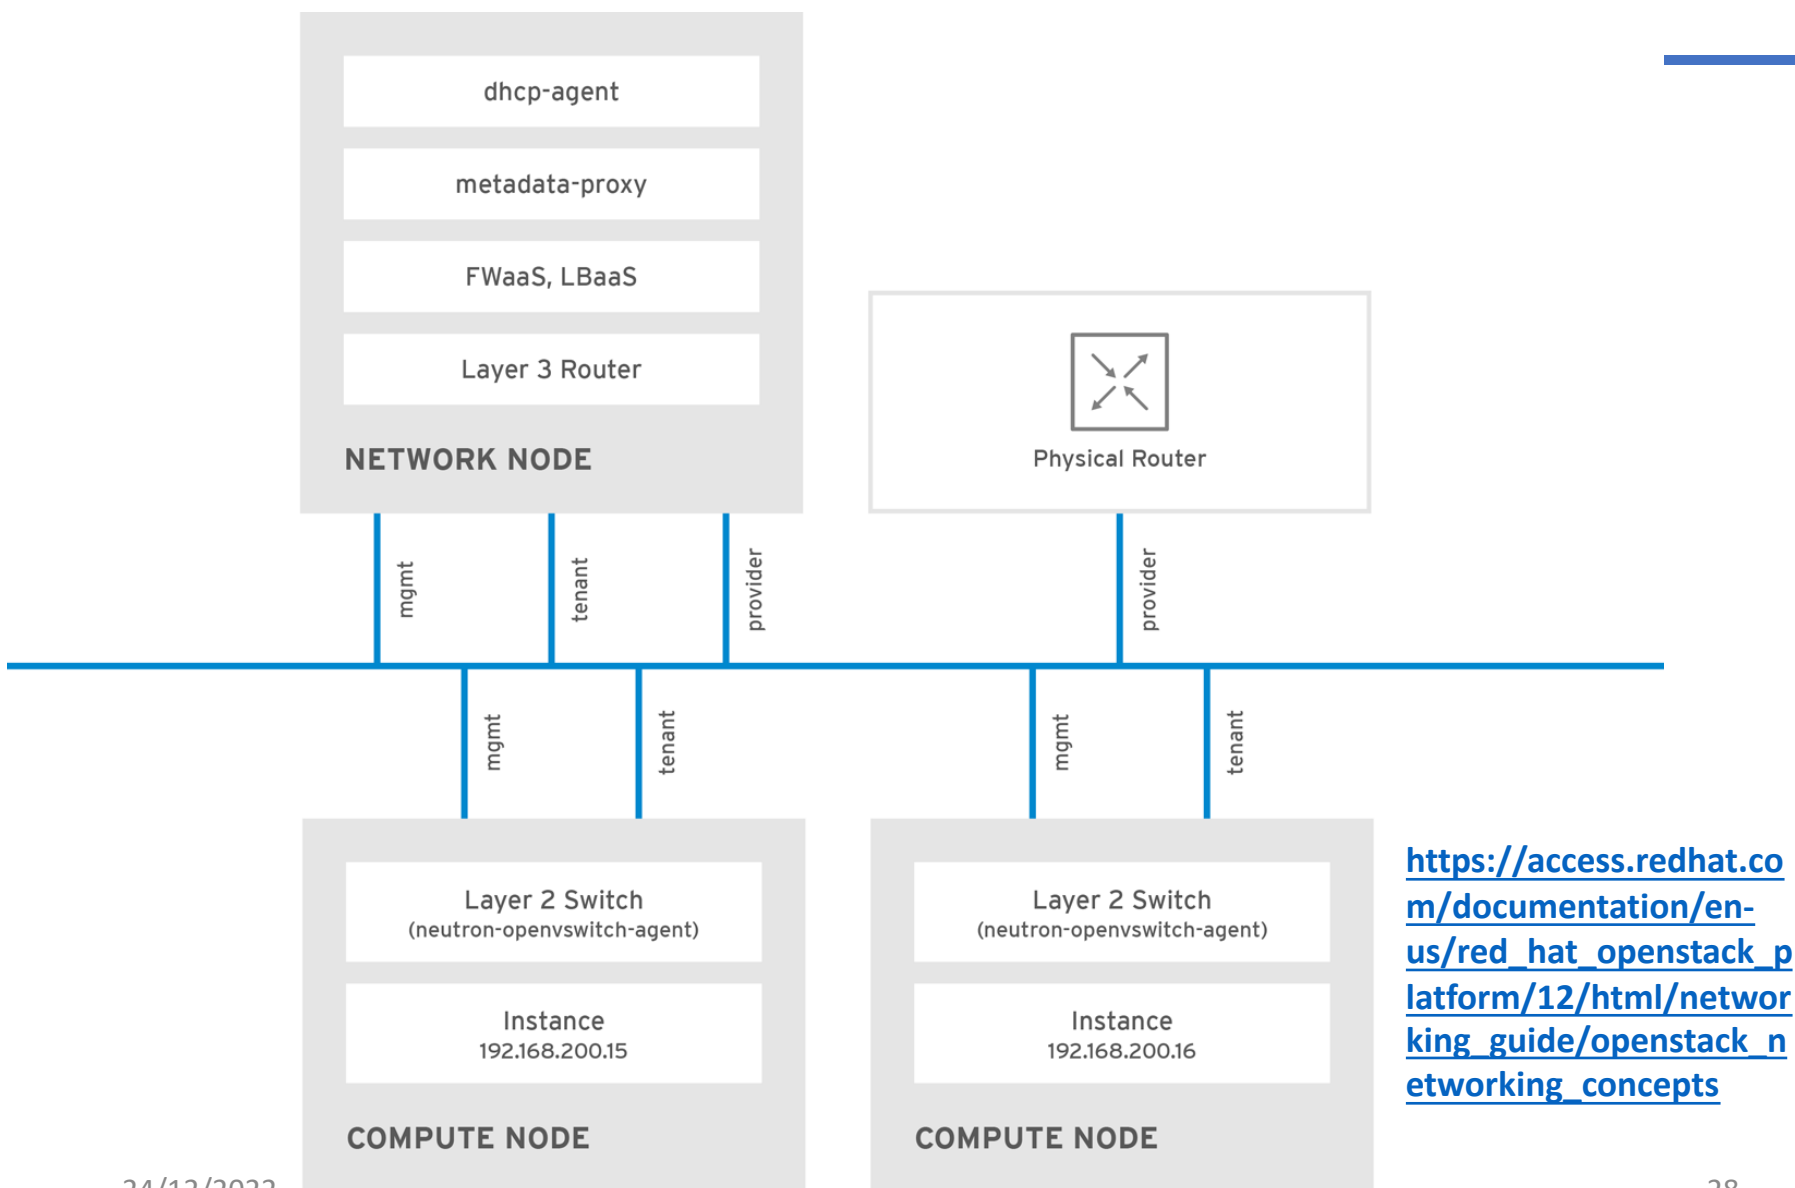 dhcp-agent
metadata-proxy
FWaaS, LBaaS
Layer 3 Router
NETWORK NODE
Physical Router
mgmt
tenant
provider
provider
mgmt
tenant
mgmt
tenant
Layer 2 Switch
(neutron-openvswitch-agent)
Instance
192.168.200.15
COMPUTE NODE
Layer 2 Switch
(neutron-openvswitch-agent)
Instance
192.168.200.16
COMPUTE NODE
https://access.redhat.co
m/documentation/en-
us/red_hat_openstack_p
latform/12/html/networ
king_guide/openstack_n
etworking_concepts